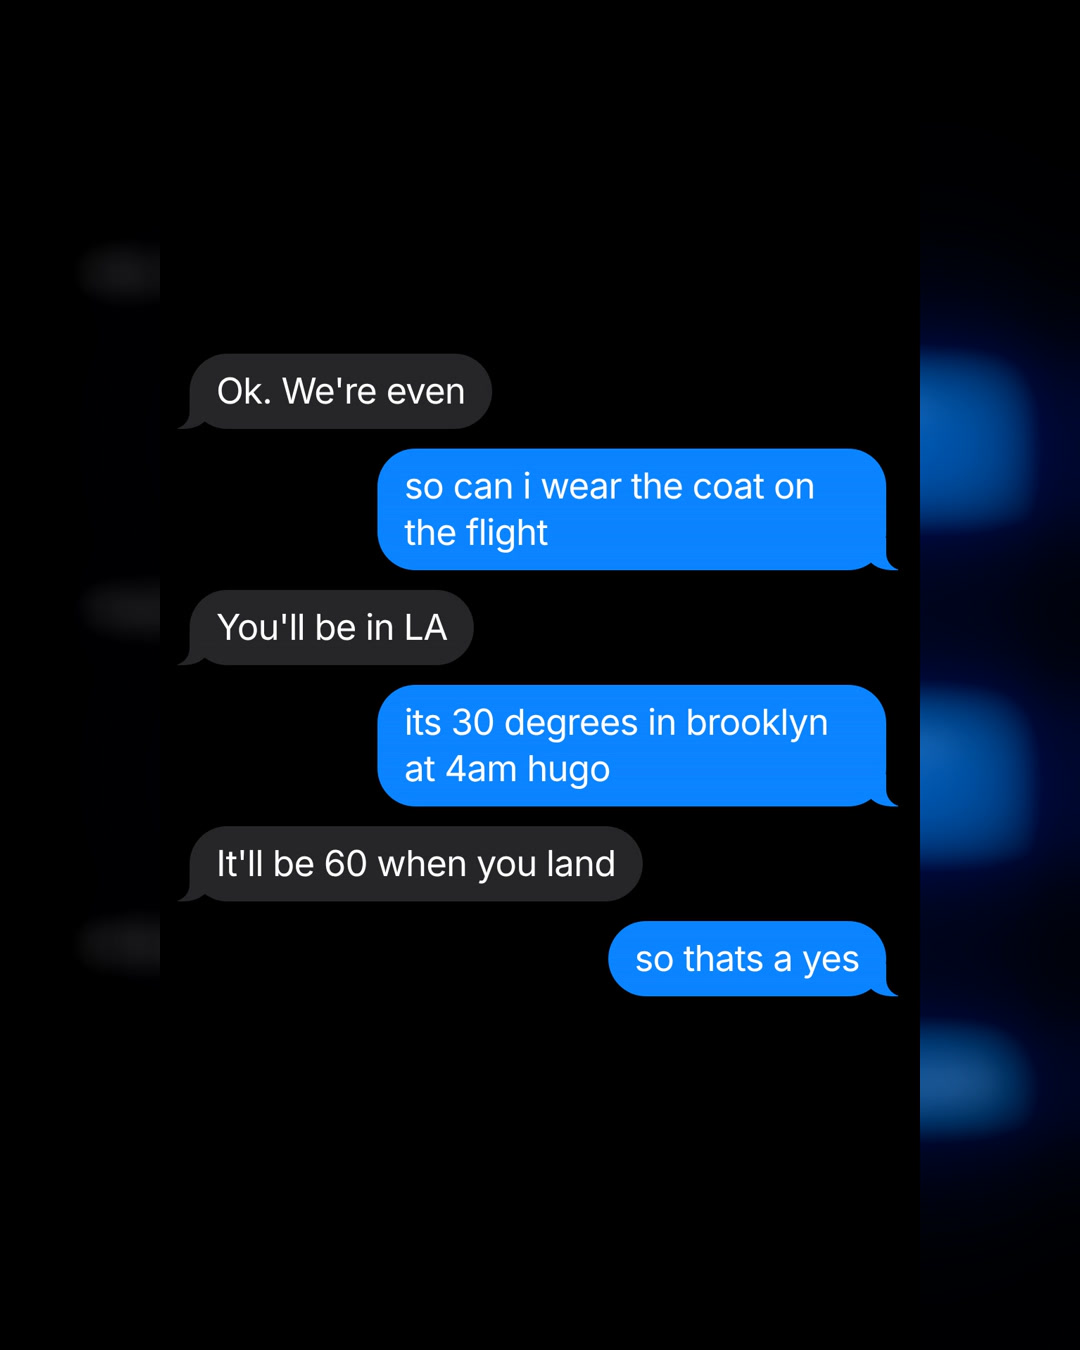 Ok. We're even
so can i wear the coat on
the flight
You'll be in LA
its 30 degrees in brooklyn
at 4am hugo
It'll be 60 when you land
so thats a yes